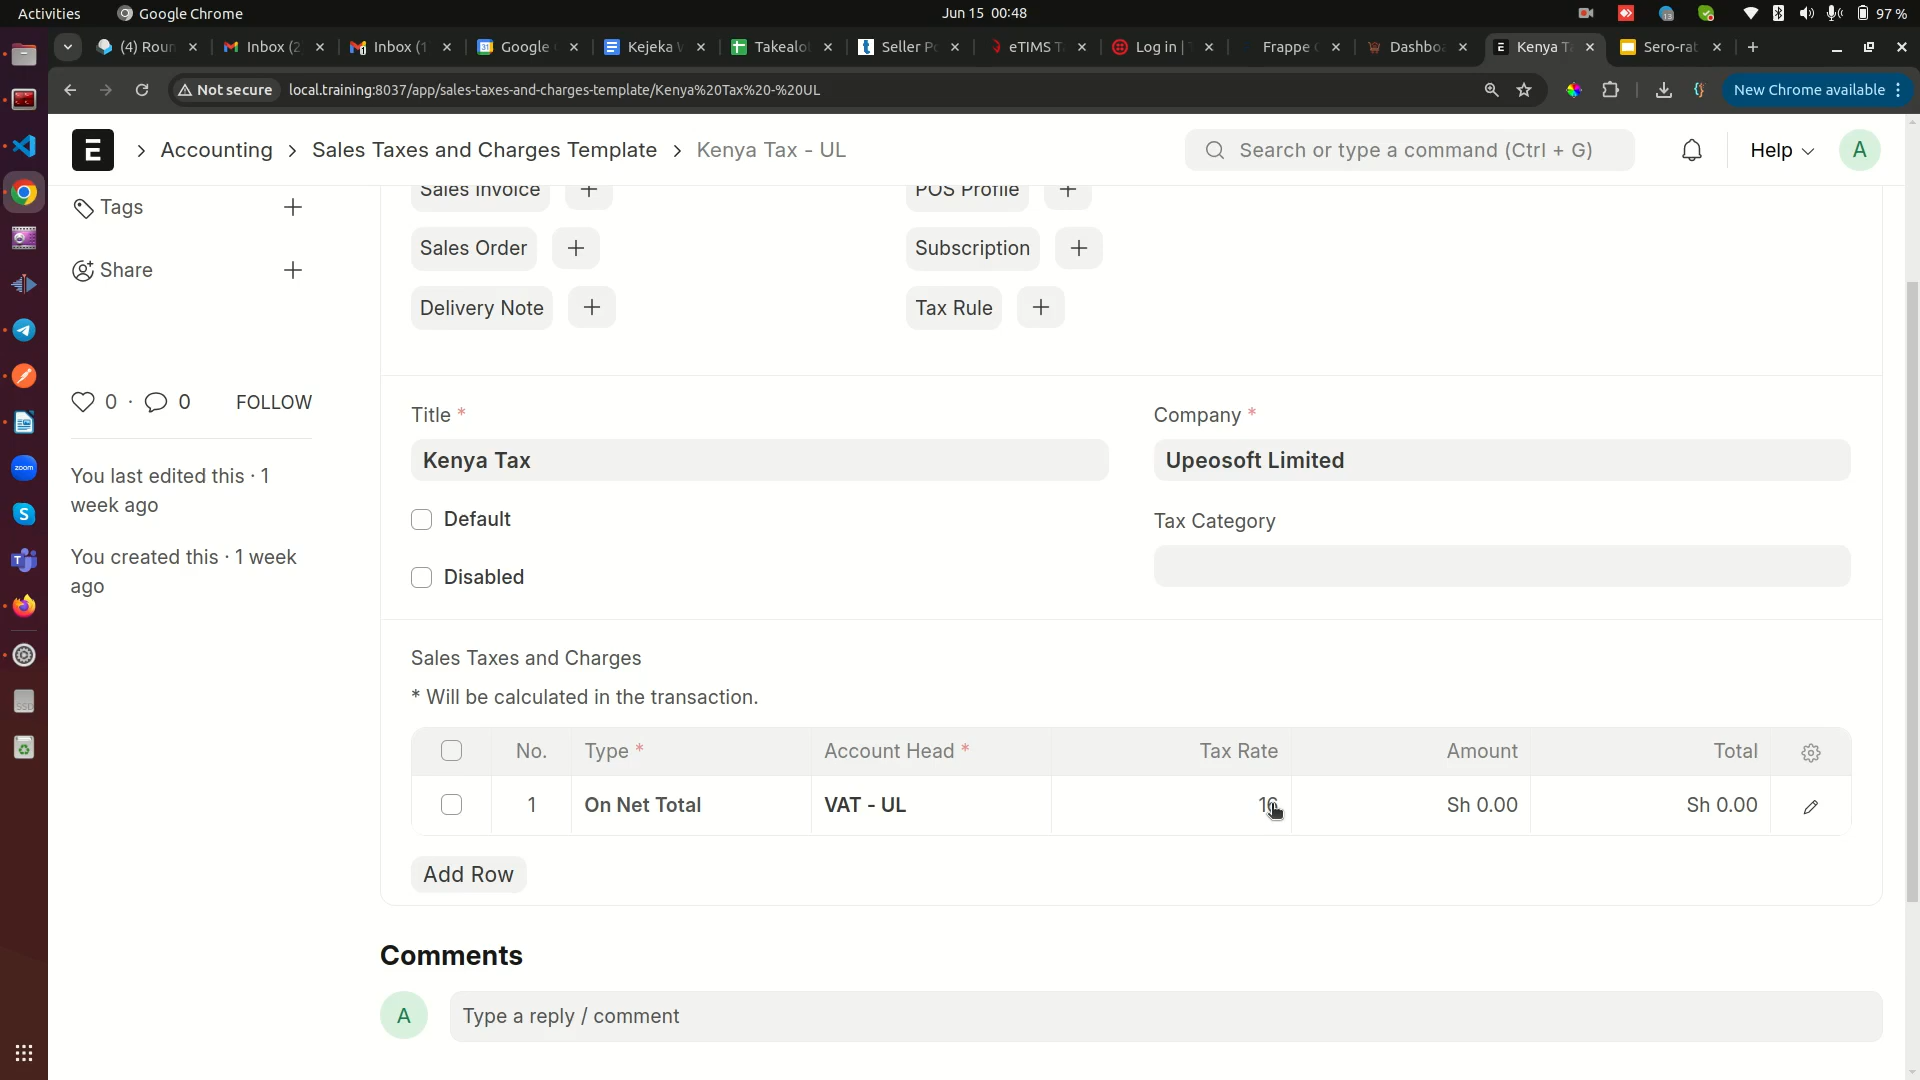 Activities
Google Chrome
Jun 15 00:48
97 %
(4) Roun
Inbox (2
Inbox (1
Google
Kejeka
Takealo
Seller P
eTIMS T
Log in |
Frappe
Dashbo
Kenya T
Sero-rat
Not secure
local.training:8037/app/sales-taxes-and-charges-template/Kenya%20Tax%20-%20UL
New Chrome available
E
Accounting
Sales Taxes and Charges Template
Kenya Tax - UL
Search or type a command (Ctrl + G)
Help
A
Tags
Share
0 · 0 FOLLOW
You last edited this · 1
week ago
You created this · 1 week
ago
Sales Invoice
POS Profile
Sales Order
Subscription
Delivery Note
Tax Rule
Title *
Company *
Kenya Tax
Upeosoft Limited
Default
Tax Category
Disabled
Sales Taxes and Charges
* Will be calculated in the transaction.
No. Type * Account Head * Tax Rate Amount Total
1 On Net Total VAT - UL Sh 0.00 Sh 0.00
Add Row
Comments
A
Type a reply / comment
zoom
SSD